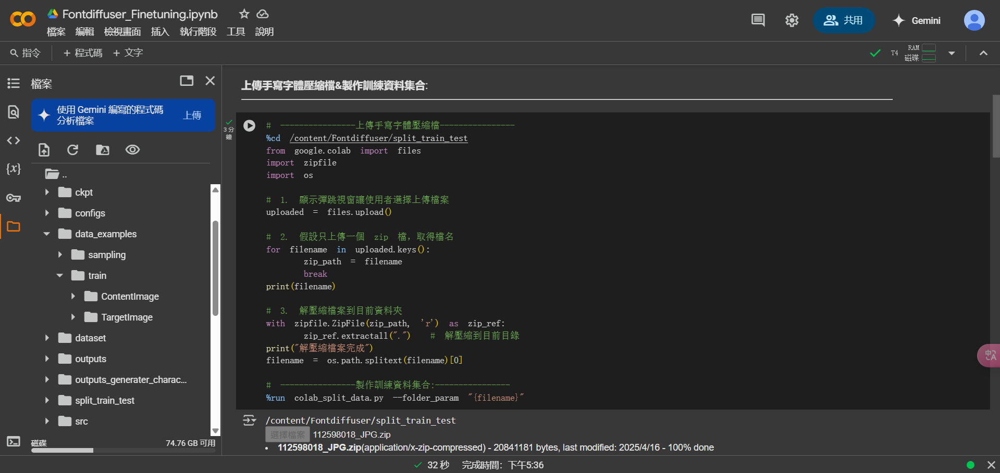 Fontdiffuser_Finetuning.ipynb
檔案 編輯 檢視畫面 插入 執行階段 工具 說明
共用
Gemini
指令 + 程式碼 + 文字
T4
RAM
磁碟
檔案
使用 Gemini 編寫的程式碼
分析檔案
上傳
..
ckpt
configs
data_examples
sampling
train
ContentImage
TargetImage
dataset
outputs
outputs_generater_charac...
split_train_test
src
磁碟 74.76 GB 可用
上傳手寫字體壓縮檔&製作訓練資料集合:
3 分
鐘
# ----------------上傳手寫字體壓縮檔----------------
%cd /content/Fontdiffuser/split_train_test
from google.colab import files
import zipfile
import os
# 1. 顯示彈跳視窗讓使用者選擇上傳檔案
uploaded = files.upload()
# 2. 假設只上傳一個 zip 檔，取得檔名
for filename in uploaded.keys():
zip_path = filename
break
print(filename)
# 3. 解壓縮檔案到目前資料夾
with zipfile.ZipFile(zip_path, 'r') as zip_ref:
zip_ref.extractall(".") # 解壓縮到目前目錄
print("解壓縮檔案完成")
filename = os.path.splitext(filename)[0]
# ----------------製作訓練資料集合:----------------
%run colab_split_data.py --folder_param "{filename}"
/content/Fontdiffuser/split_train_test
選擇檔案 112598018_JPG.zip
• 112598018_JPG.zip(application/x-zip-compressed) - 20841181 bytes, last modified: 2025/4/16 - 100% done
32 秒 完成時間：下午5:36
中A